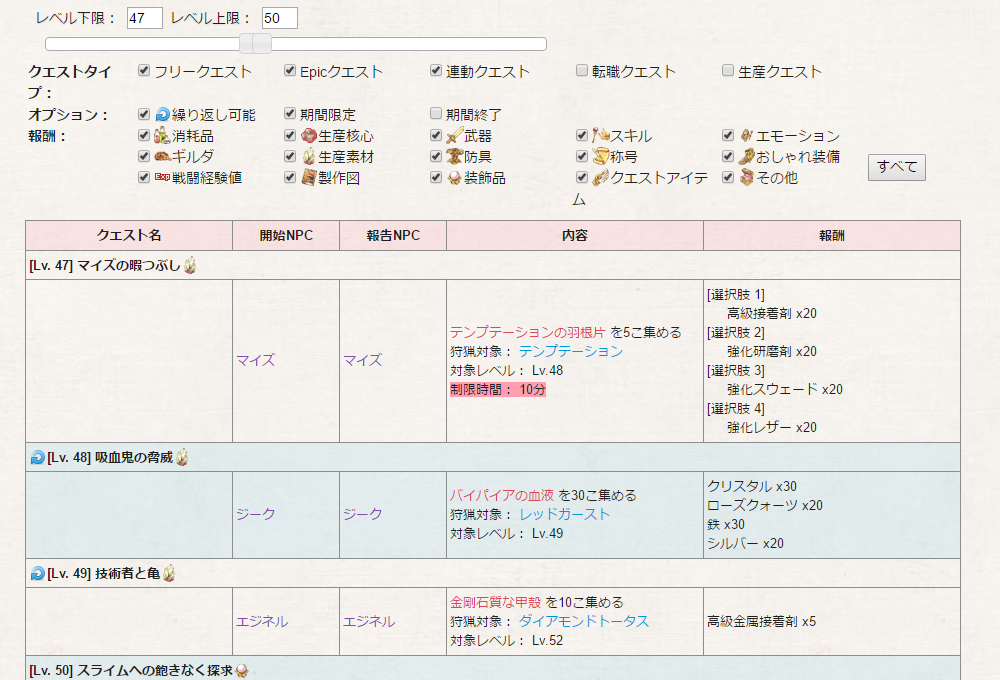 レベル下限： 47 レベル上限： 50
クエストタイプ： フリークエスト Epicクエスト 連動クエスト 転職クエスト 生産クエスト
オプション： 繰り返し可能 期間限定 期間終了
報酬： 消耗品 生産核心 武器 スキル エモーション
ギルダ 生産素材 防具 称号 おしゃれ装備
EXP 戦闘経験値 製作図 装飾品 クエストアイテム その他
すべて
クエスト名 開始NPC 報告NPC 内容 報酬
[Lv. 47] マイズの暇つぶし
マイズ マイズ
テンプテーションの羽根片 を5こ集める
狩猟対象： テンプテーション
対象レベル： Lv.48
制限時間： 10分
[選択肢 1]
高級接着剤 x20
[選択肢 2]
強化研磨剤 x20
[選択肢 3]
強化スウェード x20
[選択肢 4]
強化レザー x20
[Lv. 48] 吸血鬼の脅威
ジーク ジーク
バイパイアの血液 を30こ集める
狩猟対象： レッドガースト
対象レベル： Lv.49
クリスタル x30
ローズクォーツ x20
鉄 x30
シルバー x20
[Lv. 49] 技術者と亀
エジネル エジネル
金剛石質な甲殻 を10こ集める
狩猟対象： ダイアモンドトータス
対象レベル： Lv.52
高級金属接着剤 x5
[Lv. 50] スライムへの飽きなく探求